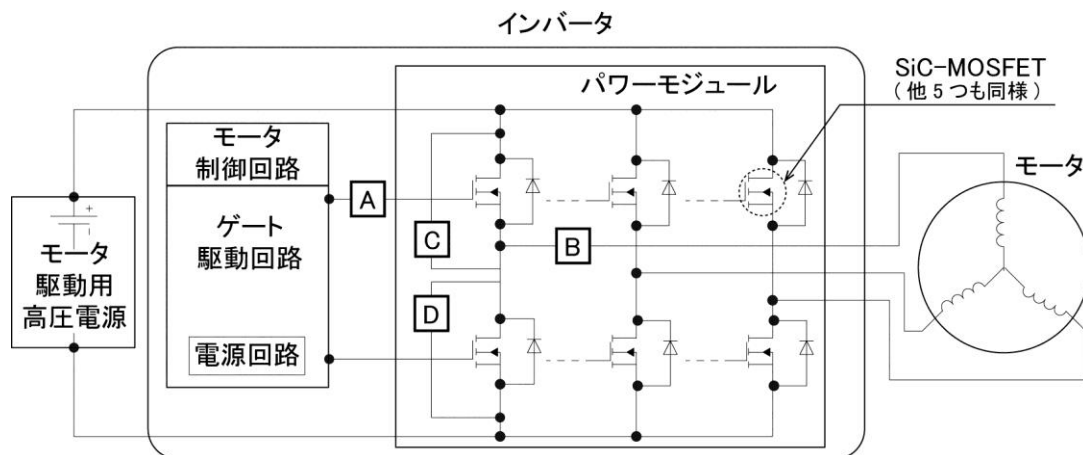 インバータ
パワーモジュール
SiC-MOSFET
(他5つも同様)
モータ
制御回路
ゲート
駆動回路
電源回路
モータ
駆動用
高圧電源
+
-
A
B
C
D
モータ